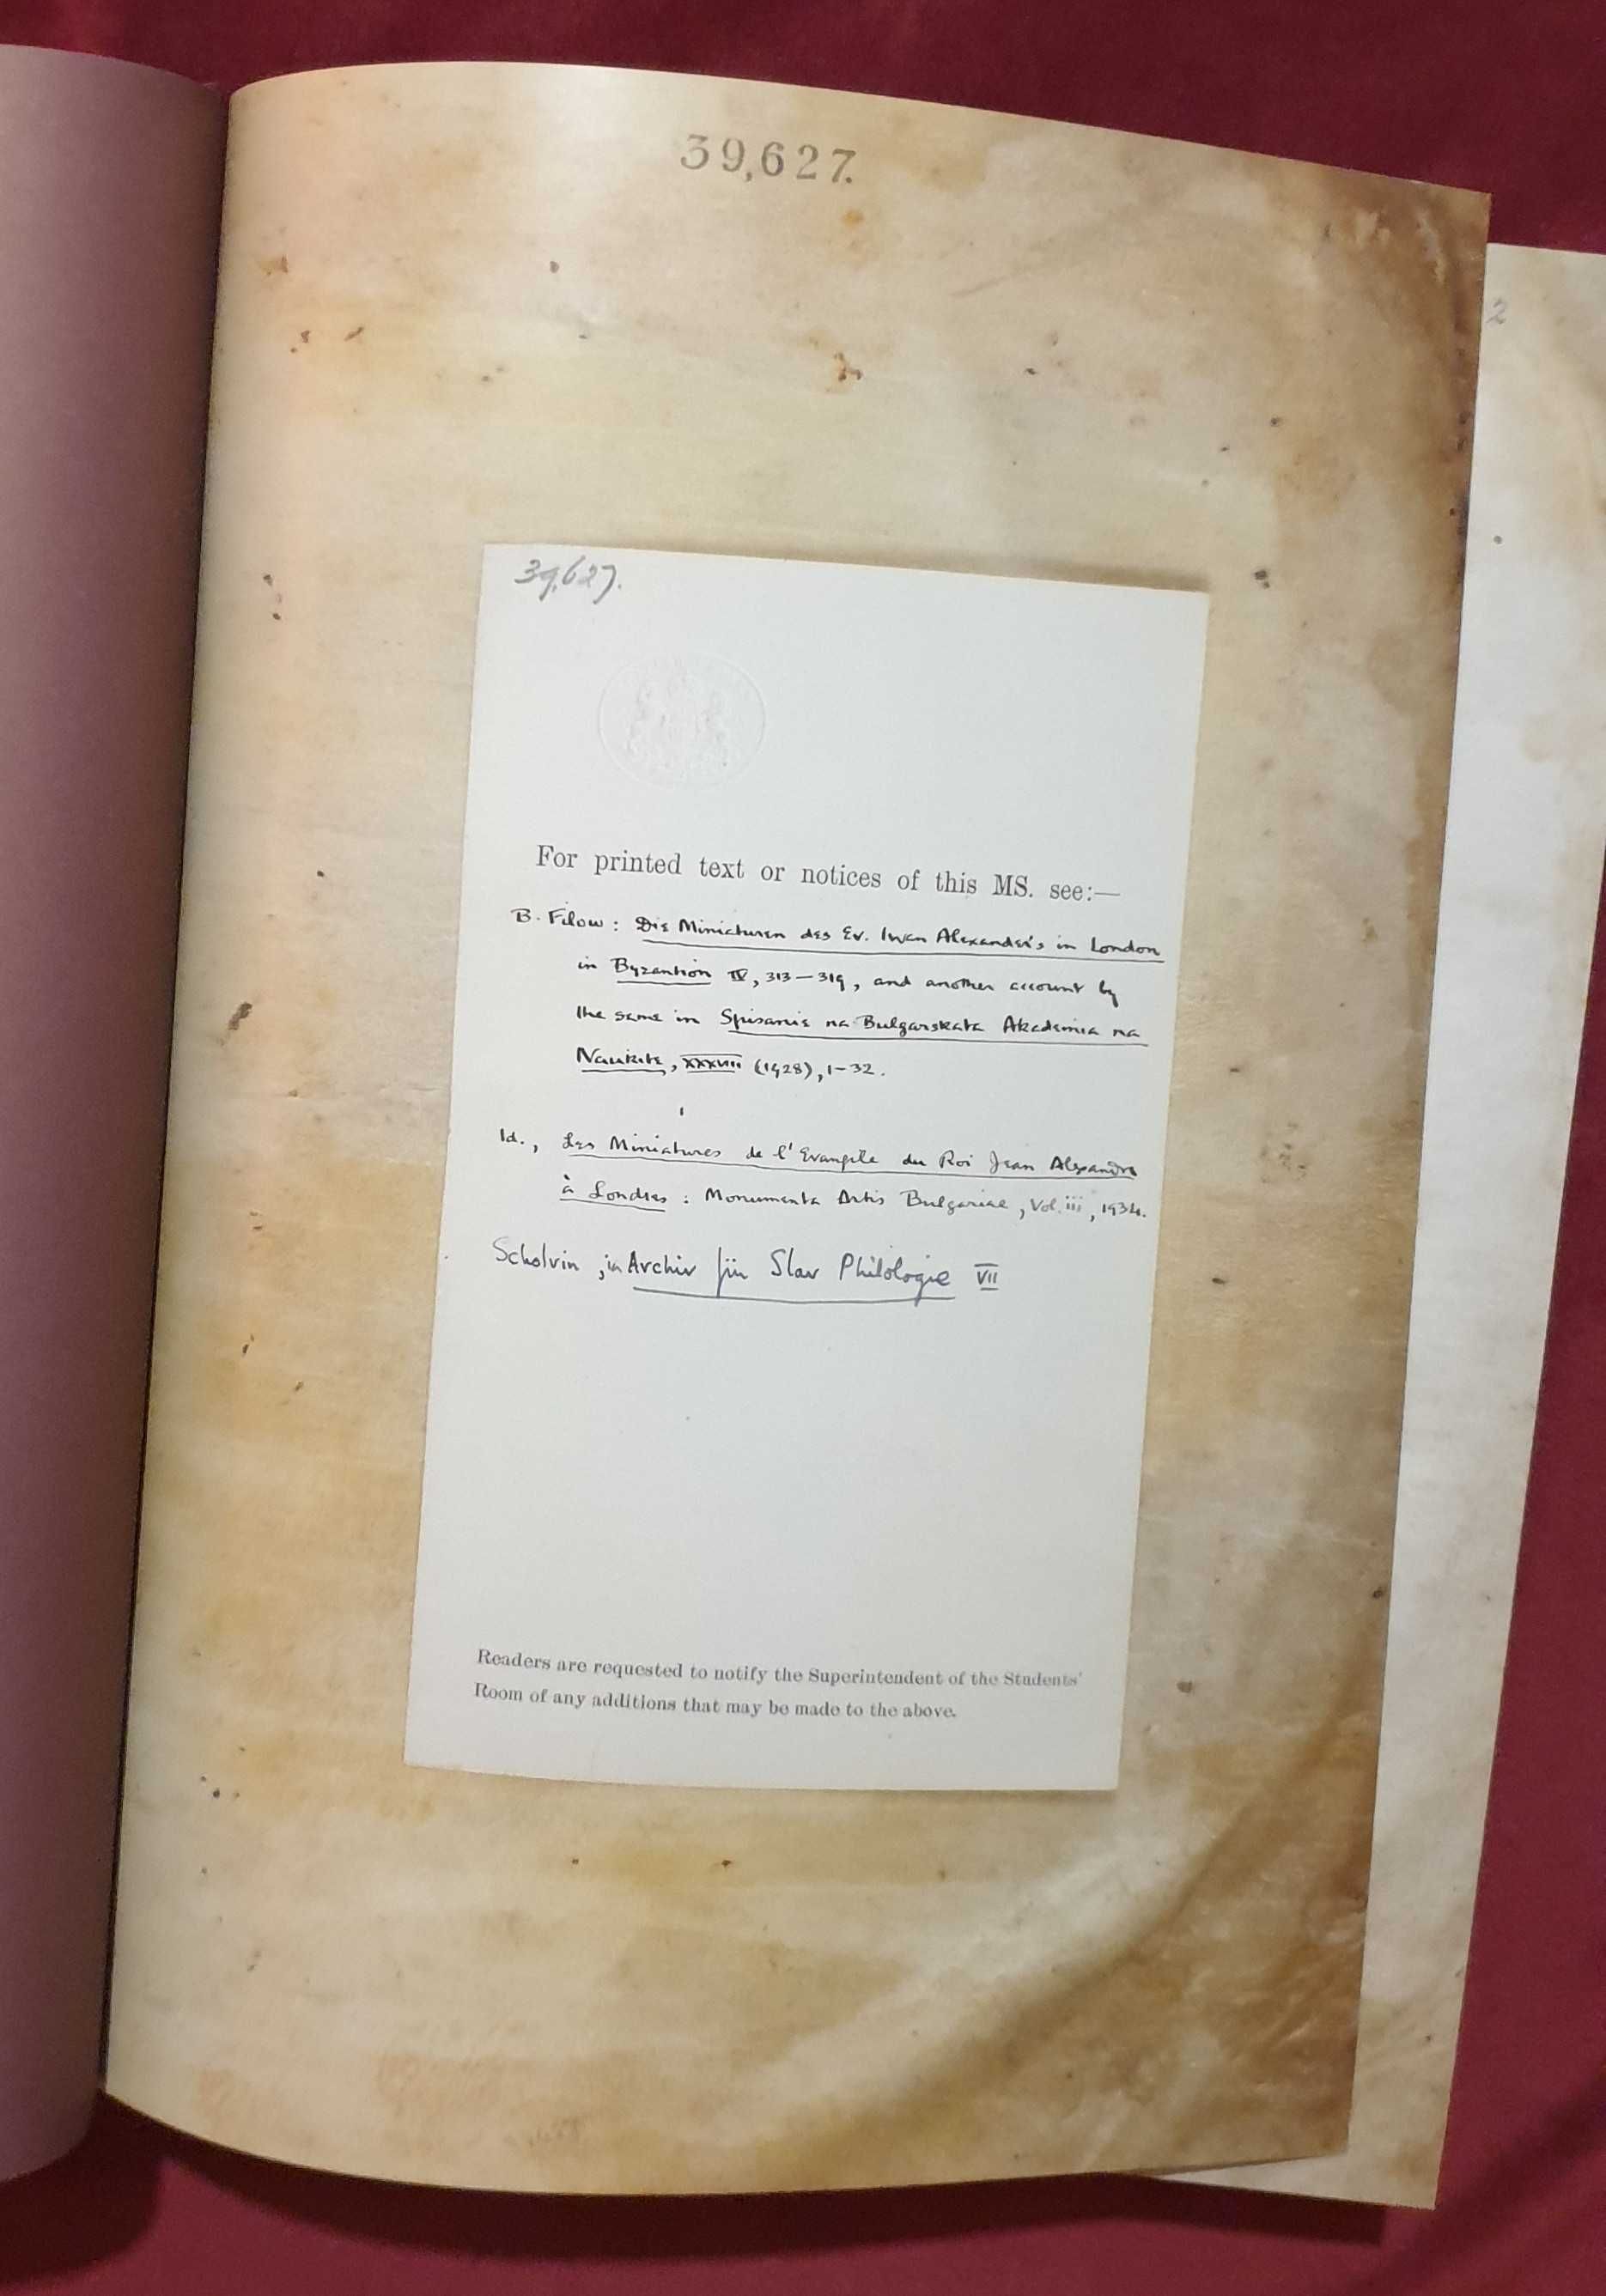 39,627.
2
39,627.
For printed text or notices of this MS. see:—
B. Filow: Die Miniaturen des Ev. Iwan Alexander's in London
in Byzantion IV, 313–319, and another account by
the same in Spisanie na Bulgarskata Akademia na
Naukite, XXXVIII (1928), 1–32.
Id., Les Miniatures de l'Evangile du Roi Jean Alexandre
à Londres: Monumenta Artis Bulgariae, Vol. iii, 1934.
Scholvin, in Archiv für Slav Philologie VII
Readers are requested to notify the Superintendent of the Students'
Room of any additions that may be made to the above.